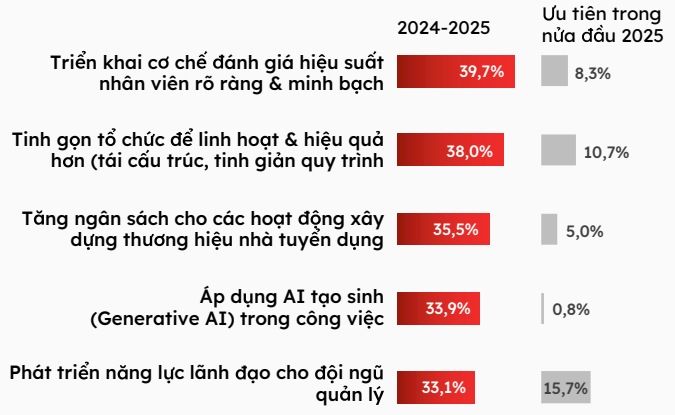 2024-2025
Ưu tiên trong
nửa đầu 2025
Triển khai cơ chế đánh giá hiệu suất
nhân viên rõ ràng & minh bạch
39,7%
8,3%
Tinh gọn tổ chức để linh hoạt & hiệu quả
hơn (tái cấu trúc, tinh giản quy trình
38,0%
10,7%
Tăng ngân sách cho các hoạt động xây
dựng thương hiệu nhà tuyển dụng
35,5%
5,0%
Áp dụng AI tạo sinh
(Generative AI) trong công việc
33,9%
0,8%
Phát triển năng lực lãnh đạo cho đội ngũ
quản lý
33,1%
15,7%